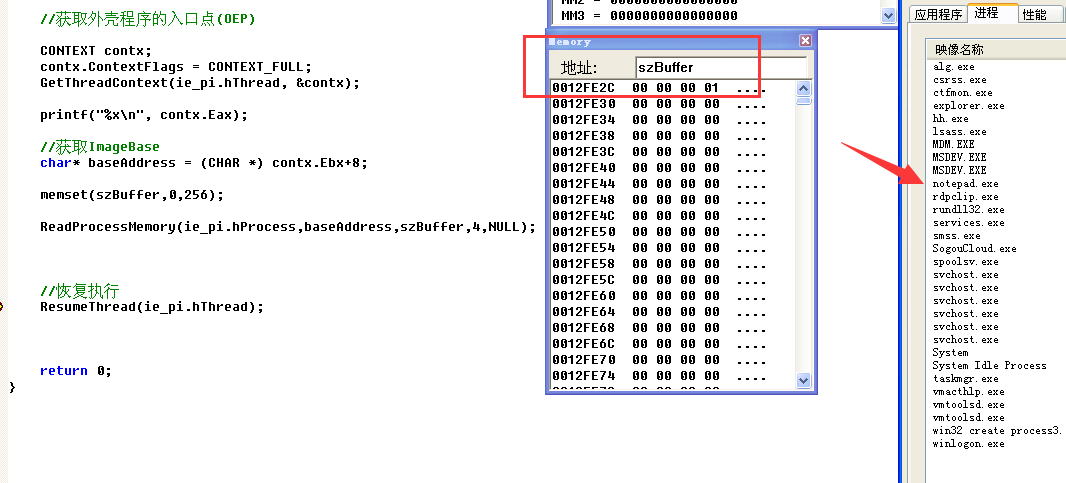 //获取外壳程序的入口点(OEP)
CONTEXT contx;
contx.ContextFlags = CONTEXT_FULL;
GetThreadContext(ie_pi.hThread, &contx);
printf("%x\n", contx.Eax);
//获取ImageBase
char* baseAddress = (CHAR *) contx.Ebx+8;
memset(szBuffer,0,256);
ReadProcessMemory(ie_pi.hProcess,baseAddress,szBuffer,4,NULL);
//恢复执行
ResumeThread(ie_pi.hThread);
return 0;
}
MM2 = 0000000000000000
MM3 = 0000000000000000
Memory
地址: szBuffer
0012FE2C 00 00 00 01 ....
0012FE30 00 00 00 00 ....
0012FE34 00 00 00 00 ....
0012FE38 00 00 00 00 ....
0012FE3C 00 00 00 00 ....
0012FE40 00 00 00 00 ....
0012FE44 00 00 00 00 ....
0012FE48 00 00 00 00 ....
0012FE4C 00 00 00 00 ....
0012FE50 00 00 00 00 ....
0012FE54 00 00 00 00 ....
0012FE58 00 00 00 00 ....
0012FE5C 00 00 00 00 ....
0012FE60 00 00 00 00 ....
0012FE64 00 00 00 00 ....
0012FE68 00 00 00 00 ....
0012FE6C 00 00 00 00 ....
0012FE70 00 00 00 00 ....
0012FE74 00 00 00 00 ....
应用程序 进程 性能
映像名称
alg.exe
csrss.exe
ctfmon.exe
explorer.exe
hh.exe
lsass.exe
MDM.EXE
MSDEV.EXE
MSDEV.EXE
notepad.exe
rdpclip.exe
rundll32.exe
services.exe
smss.exe
SogouCloud.exe
spoolsv.exe
svchost.exe
svchost.exe
svchost.exe
svchost.exe
svchost.exe
System
System Idle Process
taskmgr.exe
vmacthlp.exe
vmtoolsd.exe
vmtoolsd.exe
win32 create process3.
winlogon.exe